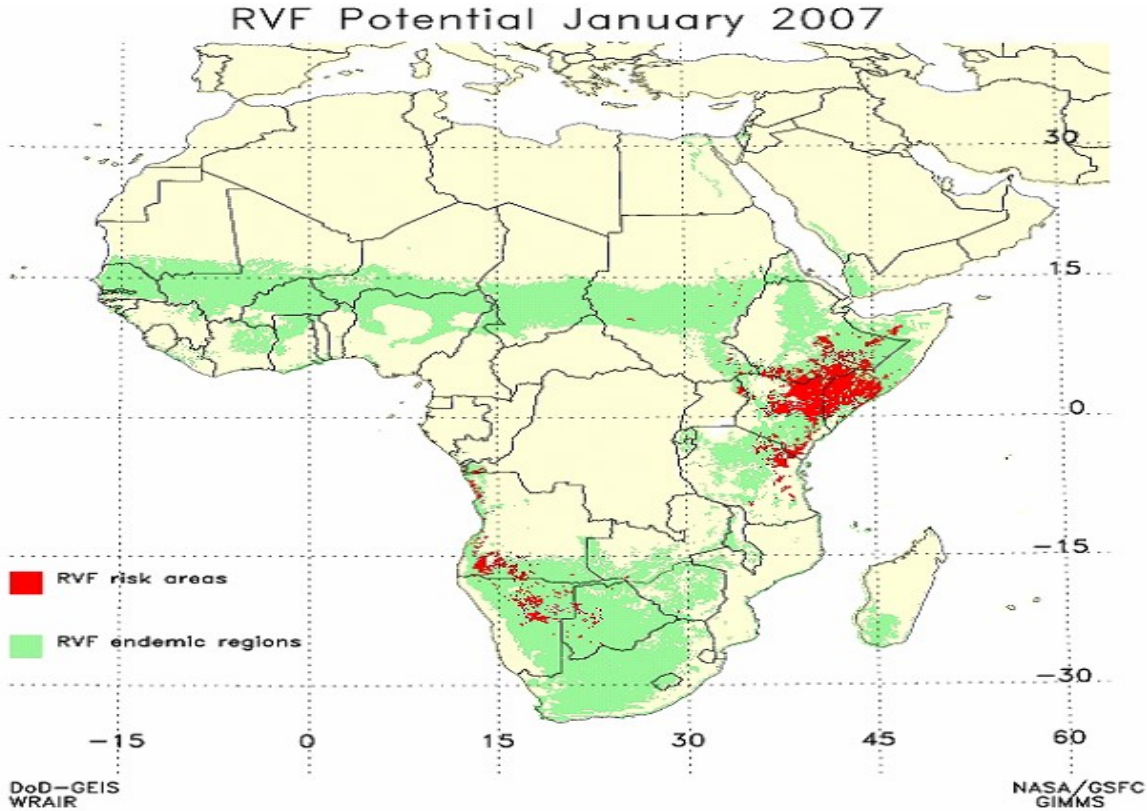 RVF Potential January 2007
30
15
0
-15
RVF risk areas
RVF endemic regions
-30
-15 0 15 30 45 60
DoD-GEIS
WRAIR
NASA/GSFC
GIMMS